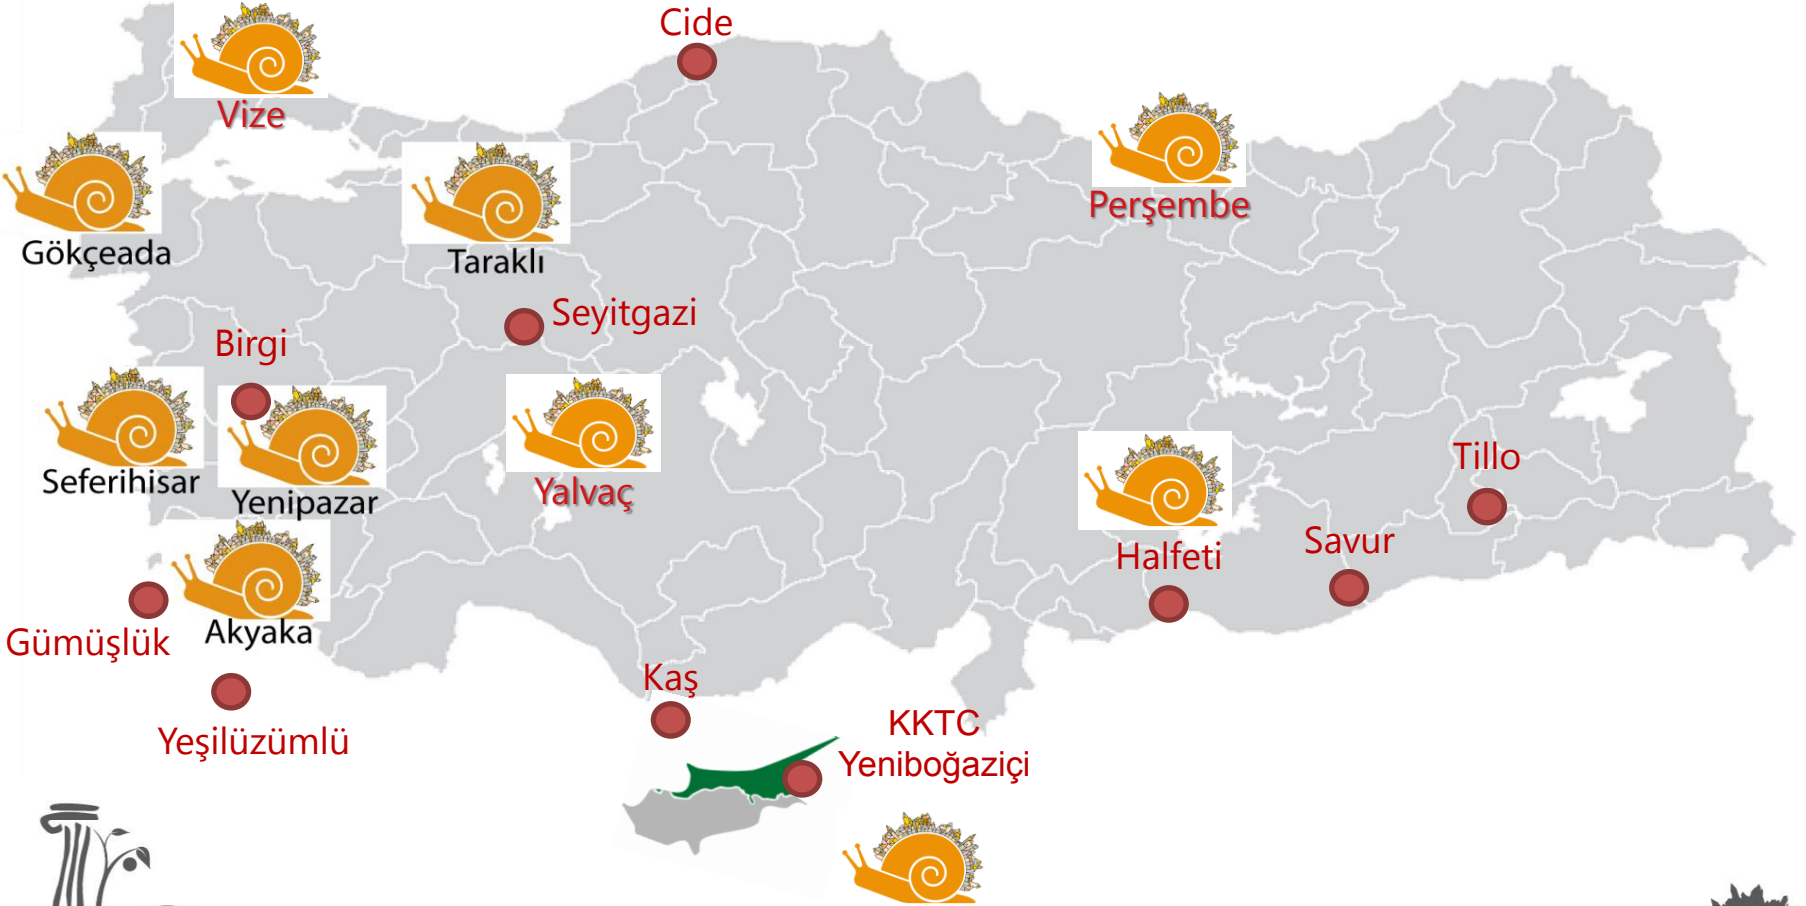 Cide
Vize
Perşembe
Gökçeada
Taraklı
Seyitgazi
Birgi
Tillo
Seferihisar
Yenipazar
Yalvaç
Savur
Halfeti
Akyaka
Gümüşlük
Kaş
KKTC
Yeşilüzümlü
Yeniboğaziçi